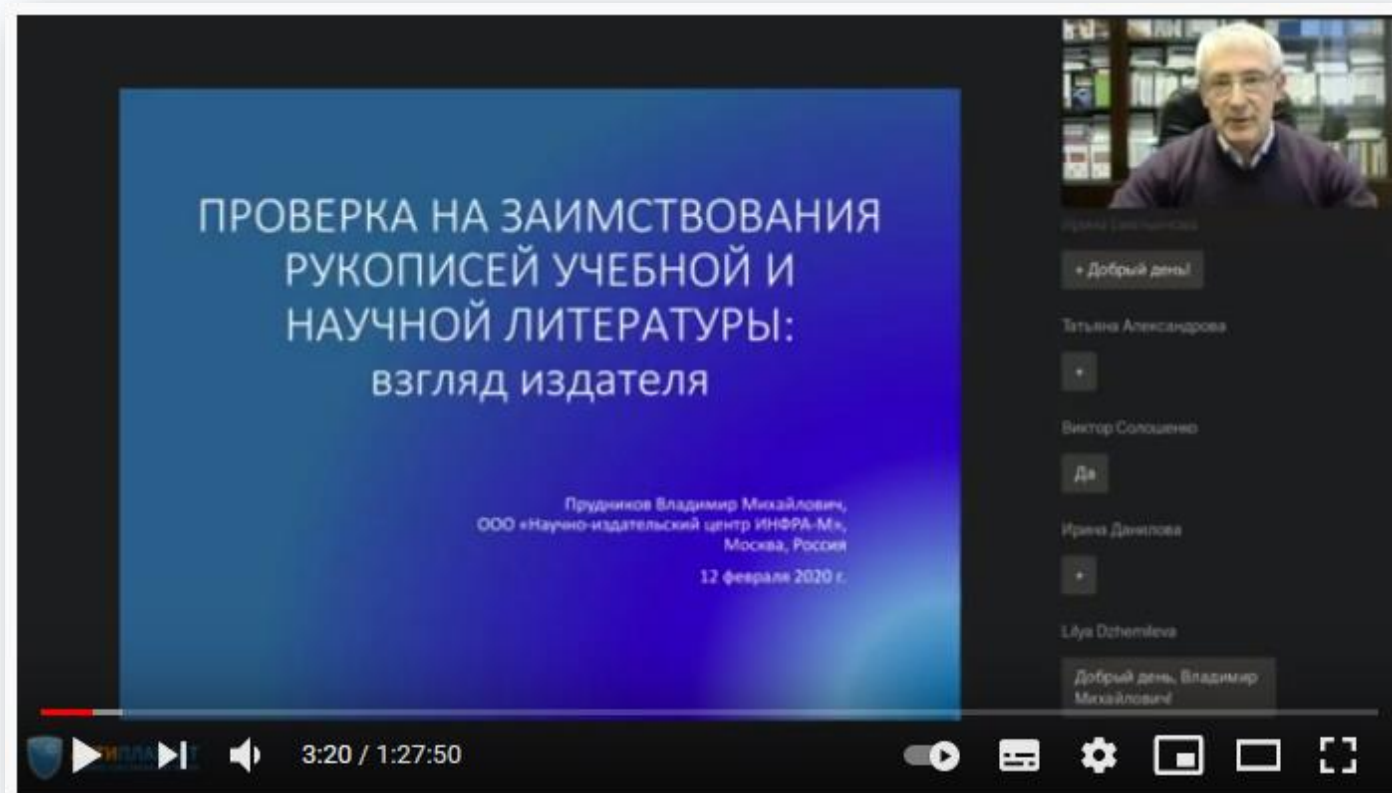 ПРОВЕРКА НА ЗАИМСТВОВАНИЯ
РУКОПИСЕЙ УЧЕБНОЙ И
НАУЧНОЙ ЛИТЕРАТУРЫ:
взгляд издателя
Прудников Владимир Михайлович,
ООО «Научно-издательский центр ИНФРА-М»,
Москва, Россия
12 февраля 2020 г.
+ Добрый день!
Татьяна Александрова
+
Виктор Солошенко
Да
Ирина Данилова
+
Lilya Dzhemileva
Добрый день, Владимир
Михайлович!
3:20 / 1:27:50